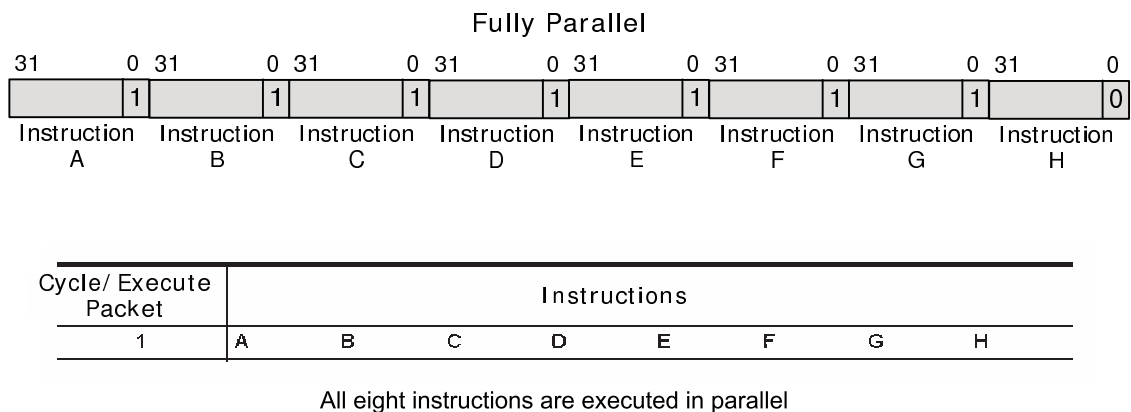 Fully Parallel
31 0 31 0 31 0 31 0 31 0 31 0 31 0 31 0
1 1 1 1 1 1 1 0
Instruction Instruction Instruction Instruction Instruction Instruction Instruction Instruction
A B C D E F G H
Cycle/ Execute
Packet
Instructions
1 A B C D E F G H
All eight instructions are executed in parallel